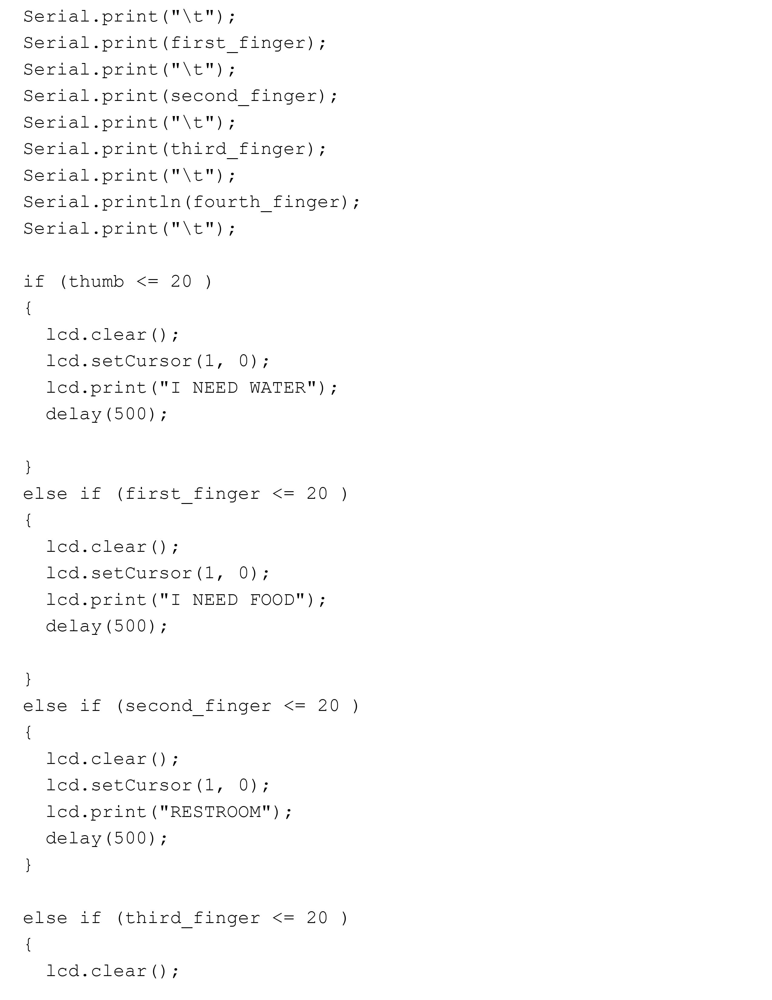 Serial.print("\t");
Serial.print(first_finger);
Serial.print("\t");
Serial.print(second_finger);
Serial.print("\t");
Serial.print(third_finger);
Serial.print("\t");
Serial.println(fourth_finger);
Serial.print("\t");

if (thumb <= 20 )
{
  lcd.clear();
  lcd.setCursor(1, 0);
  lcd.print("I NEED WATER");
  delay(500);

}
else if (first_finger <= 20 )
{
  lcd.clear();
  lcd.setCursor(1, 0);
  lcd.print("I NEED FOOD");
  delay(500);

}
else if (second_finger <= 20 )
{
  lcd.clear();
  lcd.setCursor(1, 0);
  lcd.print("RESTROOM");
  delay(500);
}

else if (third_finger <= 20 )
{
  lcd.clear();